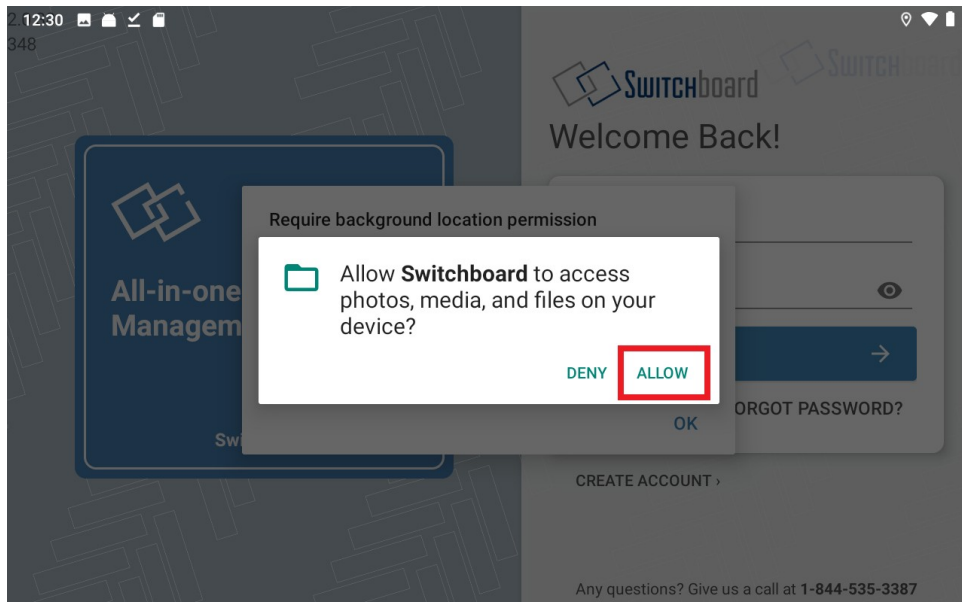 12:30
348
SWITCHboard
Welcome Back!
All-in-one
Managem
Require background location permission
Allow Switchboard to access
photos, media, and files on your
device?
DENY ALLOW
OK
ORGOT PASSWORD?
Swi
CREATE ACCOUNT ›
Any questions? Give us a call at 1-844-535-3387